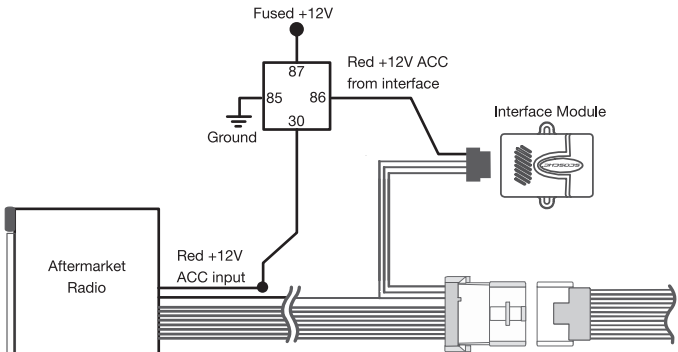 Fused +12V
87
85
86
30
Ground
Red +12V ACC
from interface
Interface Module
SCOSCHE
Aftermarket
Radio
Red +12V
ACC input